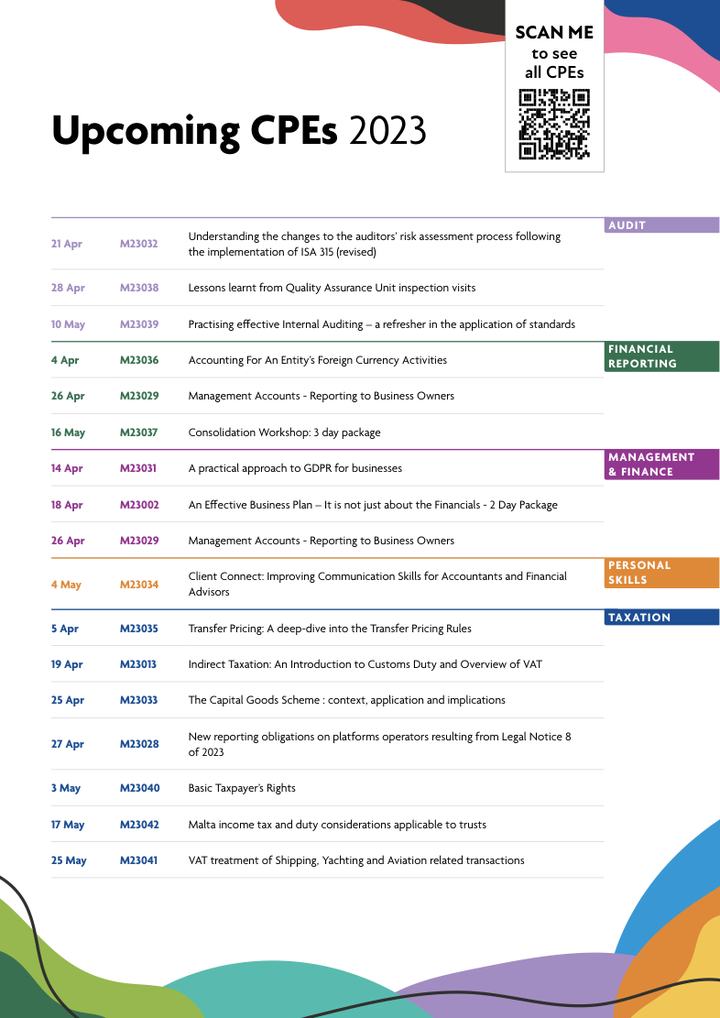 SCAN ME
to see
all CPEs
Upcoming CPEs 2023
AUDIT
21 Apr M23032 Understanding the changes to the auditors' risk assessment process following
the implementation of ISA 315 (revised)
28 Apr M23038 Lessons learnt from Quality Assurance Unit inspection visits
10 May M23039 Practising effective Internal Auditing – a refresher in the application of standards
FINANCIAL
REPORTING
4 Apr M23036 Accounting For An Entity's Foreign Currency Activities
26 Apr M23029 Management Accounts - Reporting to Business Owners
16 May M23037 Consolidation Workshop: 3 day package
MANAGEMENT
& FINANCE
14 Apr M23031 A practical approach to GDPR for businesses
18 Apr M23002 An Effective Business Plan – It is not just about the Financials - 2 Day Package
26 Apr M23029 Management Accounts - Reporting to Business Owners
PERSONAL
SKILLS
4 May M23034 Client Connect: Improving Communication Skills for Accountants and Financial
Advisors
TAXATION
5 Apr M23035 Transfer Pricing: A deep-dive into the Transfer Pricing Rules
19 Apr M23013 Indirect Taxation: An Introduction to Customs Duty and Overview of VAT
25 Apr M23033 The Capital Goods Scheme : context, application and implications
27 Apr M23028 New reporting obligations on platforms operators resulting from Legal Notice 8
of 2023
3 May M23040 Basic Taxpayer's Rights
17 May M23042 Malta income tax and duty considerations applicable to trusts
25 May M23041 VAT treatment of Shipping, Yachting and Aviation related transactions